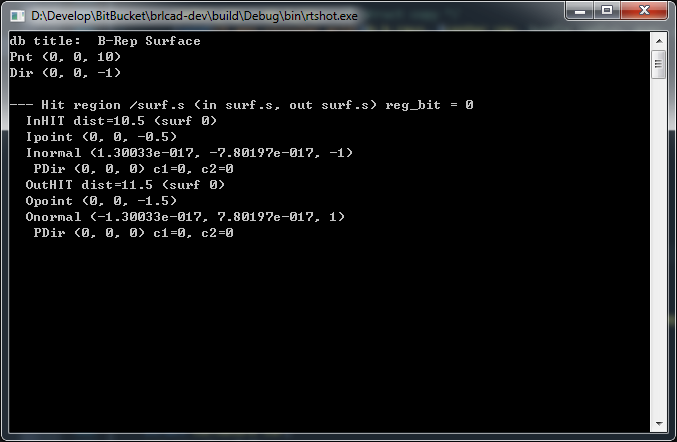 D:\Develop\BitBucket\brlcad-dev\build\Debug\bin\rtshot.exe
db title:  B-Rep Surface
Pnt (0, 0, 10)
Dir (0, 0, -1)

--- Hit region /surf.s (in surf.s, out surf.s) reg_bit = 0
  InHIT dist=10.5 (surf 0)
  Ipoint (0, 0, -0.5)
  Inormal (1.30033e-017, -7.80197e-017, -1)
   PDir (0, 0, 0) c1=0, c2=0
  OutHIT dist=11.5 (surf 0)
  Opoint (0, 0, -1.5)
  Onormal (-1.30033e-017, 7.80197e-017, 1)
   PDir (0, 0, 0) c1=0, c2=0